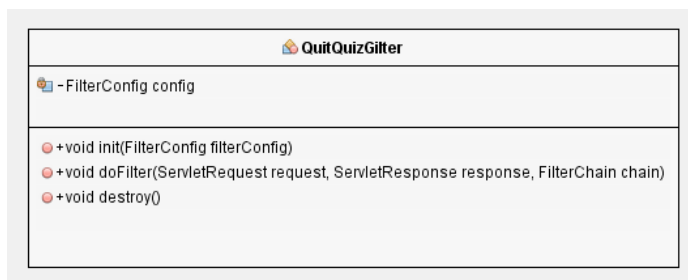 QuitQuizGilter
-FilterConfig config
+void init(FilterConfig filterConfig)
+void doFilter(ServletRequest request, ServletResponse response, FilterChain chain)
+void destroy()